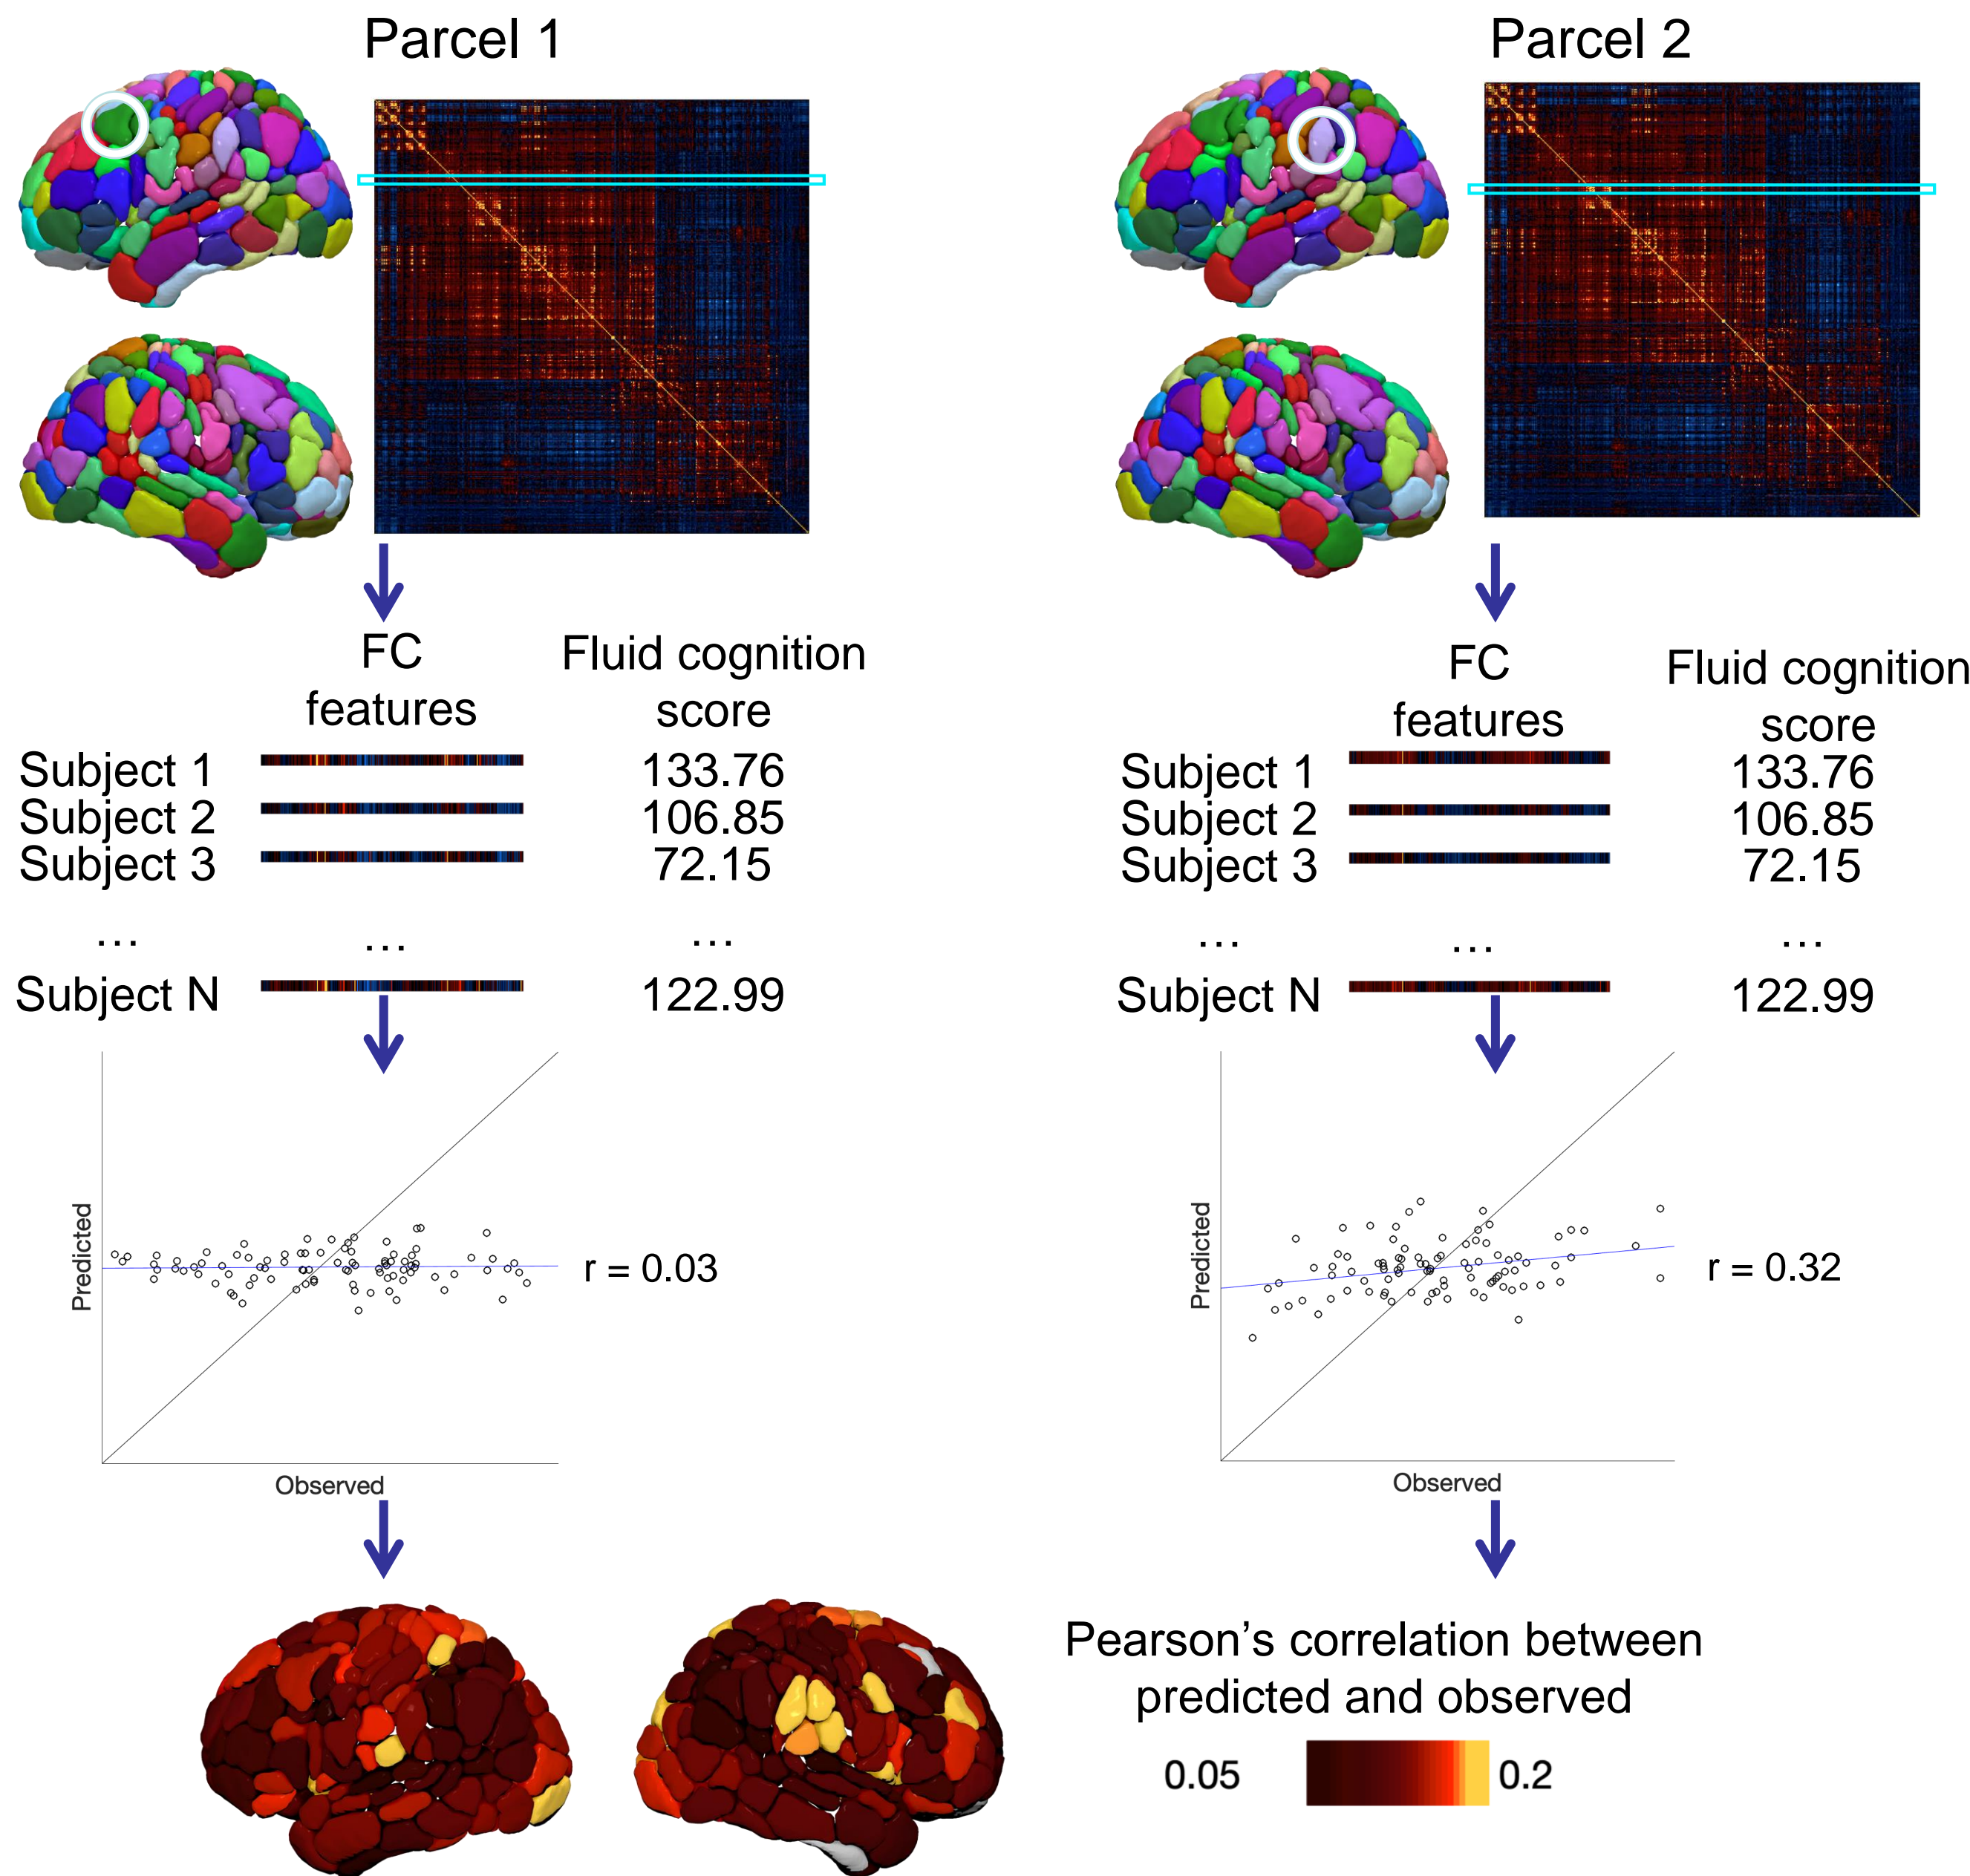 Parcel 1
FC
features
Fluid cognition
score
Subject 1 133.76
Subject 2 106.85
Subject 3 72.15
… … …
Subject N 122.99
Predicted
r = 0.03
Observed
Parcel 2
FC
features
Fluid cognition
score
Subject 1 133.76
Subject 2 106.85
Subject 3 72.15
… … …
Subject N 122.99
Predicted
r = 0.32
Observed
Pearson’s correlation between
predicted and observed
0.05 0.2